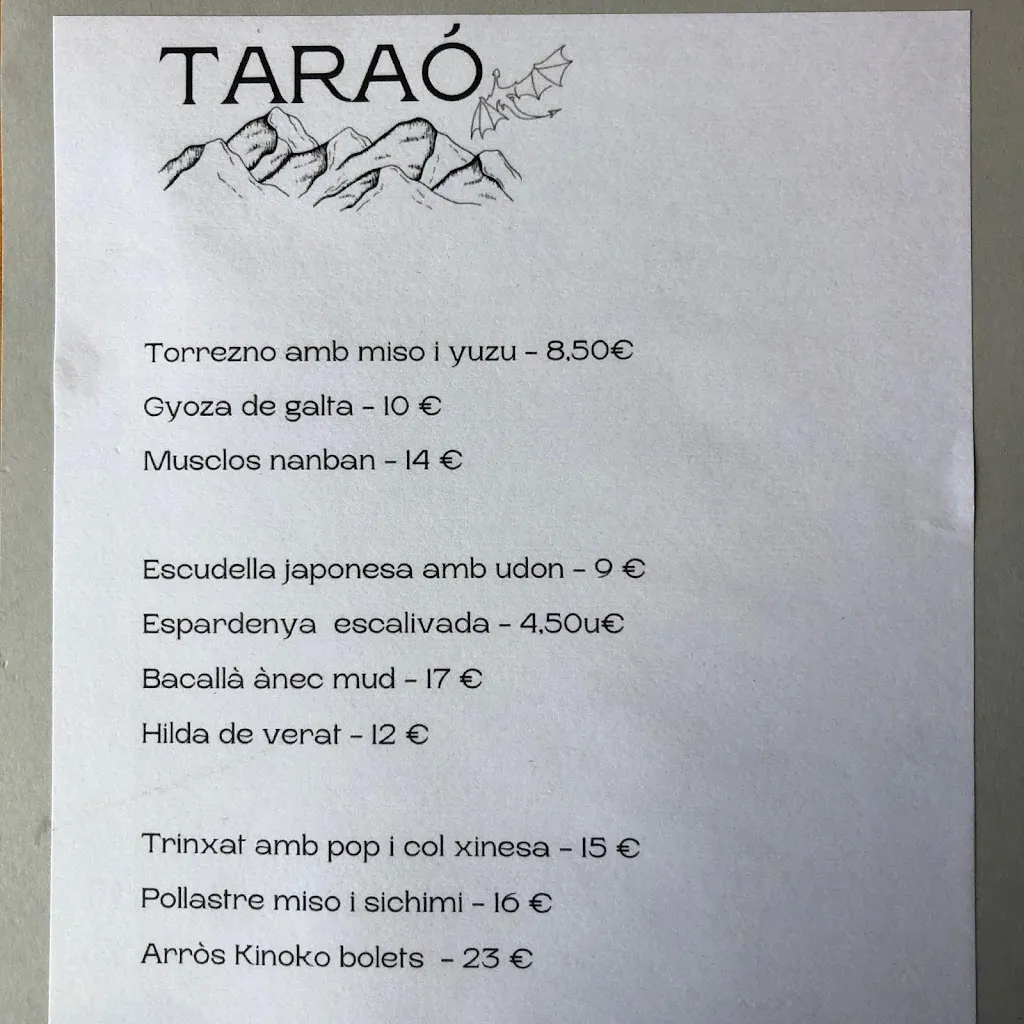 TARAÓ
Torrezno amb miso i yuzu - 8,50€
Gyoza de galta - 10 €
Musclos nanban - 14 €
Escudella japonesa amb udon - 9 €
Espardenya escalivada - 4,50u€
Bacallà ànec mud - 17 €
Hilda de verat - 12 €
Trinxat amb pop i col xinesa - 15 €
Pollastre miso i sichimi - 16 €
Arròs Kinoko bolets - 23 €